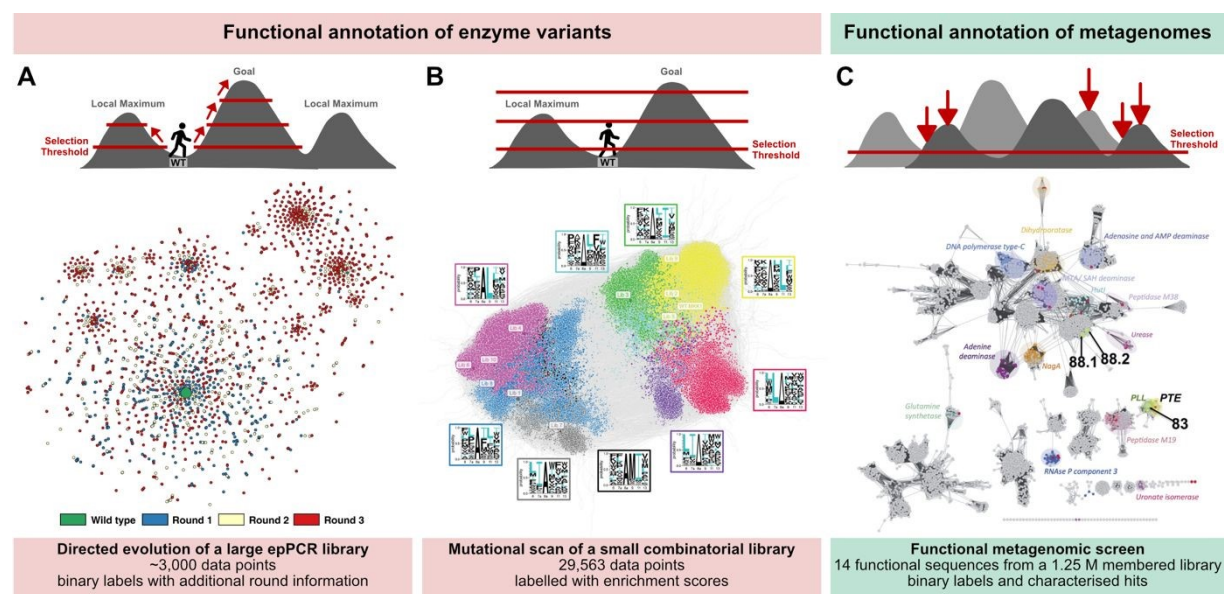 Functional annotation of enzyme variants
Functional annotation of metagenomes
A
Goal
Local Maximum
Local Maximum
Selection
Threshold
WT
Wild type
Round 1
Round 2
Round 3
Directed evolution of a large epPCR library
~3,000 data points
binary labels with additional round information
B
Goal
Local Maximum
WT
Selection
Threshold
Mutational scan of a small combinatorial library
29,563 data points
labelled with enrichment scores
C
Selection
Threshold
Dihydroorotase
DNA polymerase type-C
Adenosine and AMP deaminase
MTA/ SAH deaminase
HutI
Peptidase M38
Urease
Adenine
deaminase
NagA
88.1
88.2
Glutamine
synthetase
PLL
PTE
83
Peptidase M19
RNAse P component 3
Uronate isomerase
Functional metagenomic screen
14 functional sequences from a 1.25 M membered library
binary labels and characterised hits